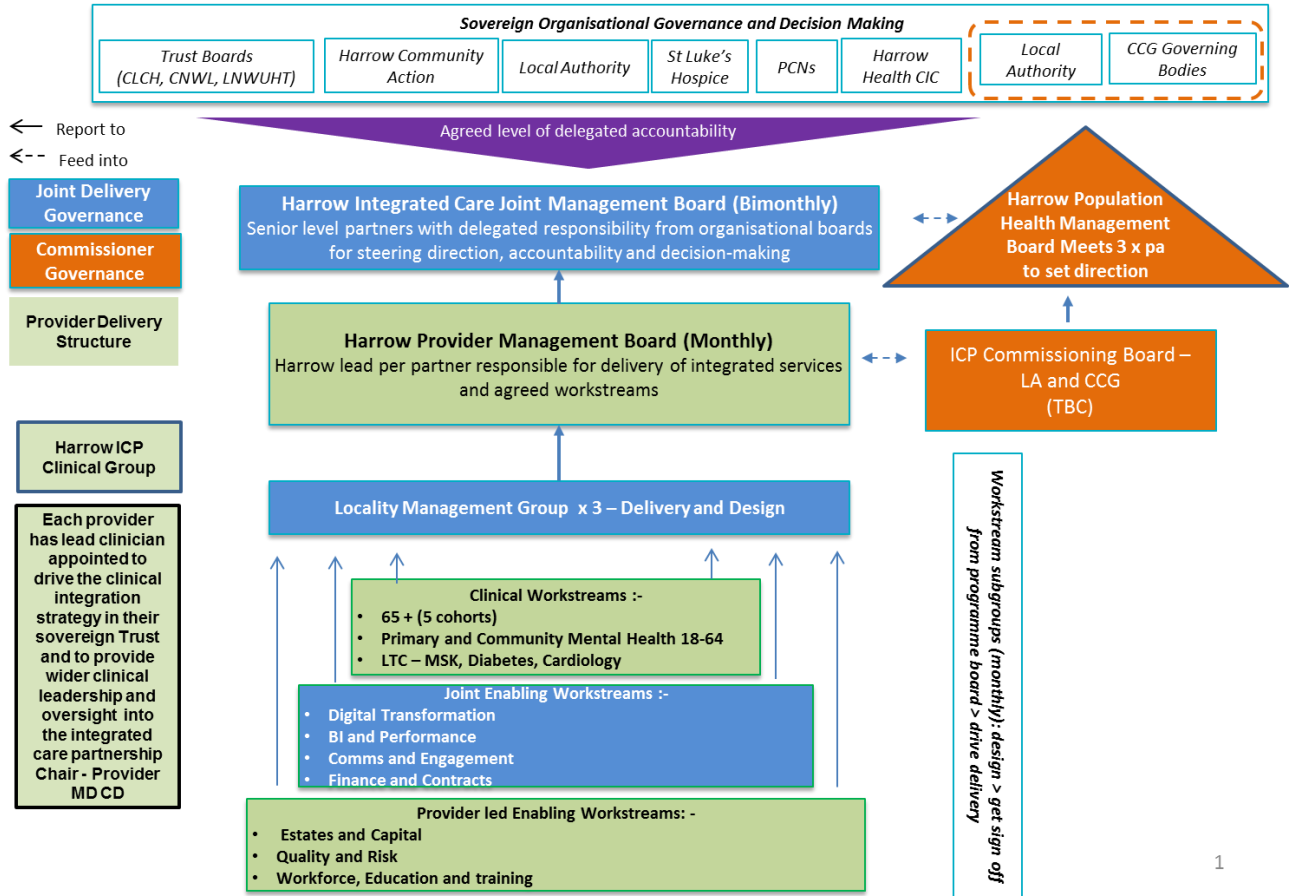 Sovereign Organisational Governance and Decision Making
Trust Boards
(CLCH, CNWL, LNWUHT)
Harrow Community
Action
Local Authority
St Luke's
Hospice
PCNs
Harrow
Health CIC
Local
Authority
CCG Governing
Bodies
Report to
Feed into
Agreed level of delegated accountability
Joint Delivery
Governance
Commissioner
Governance
Provider Delivery
Structure
Harrow Integrated Care Joint Management Board (Bimonthly)
Senior level partners with delegated responsibility from organisational boards
for steering direction, accountability and decision-making
Harrow Population
Health Management
Board Meets 3 x pa
to set direction
Harrow Provider Management Board (Monthly)
Harrow lead per partner responsible for delivery of integrated services
and agreed workstreams
ICP Commissioning Board –
LA and CCG
(TBC)
Harrow ICP
Clinical Group
Each provider
has lead clinician
appointed to
drive the clinical
integration
strategy in their
sovereign Trust
and to provide
wider clinical
leadership and
oversight into
the integrated
care partnership
Chair - Provider
MD CD
Locality Management Group x 3 – Delivery and Design
Clinical Workstreams :-
• 65 + (5 cohorts)
• Primary and Community Mental Health 18-64
• LTC – MSK, Diabetes, Cardiology
Joint Enabling Workstreams :-
• Digital Transformation
• BI and Performance
• Comms and Engagement
• Finance and Contracts
Provider led Enabling Workstreams: -
• Estates and Capital
• Quality and Risk
• Workforce, Education and training
Workstream subgroups (monthly): design > get sign off
from programme board > drive delivery
1